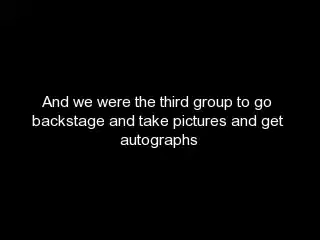 And we were the third group to go
backstage and take pictures and get
autographs